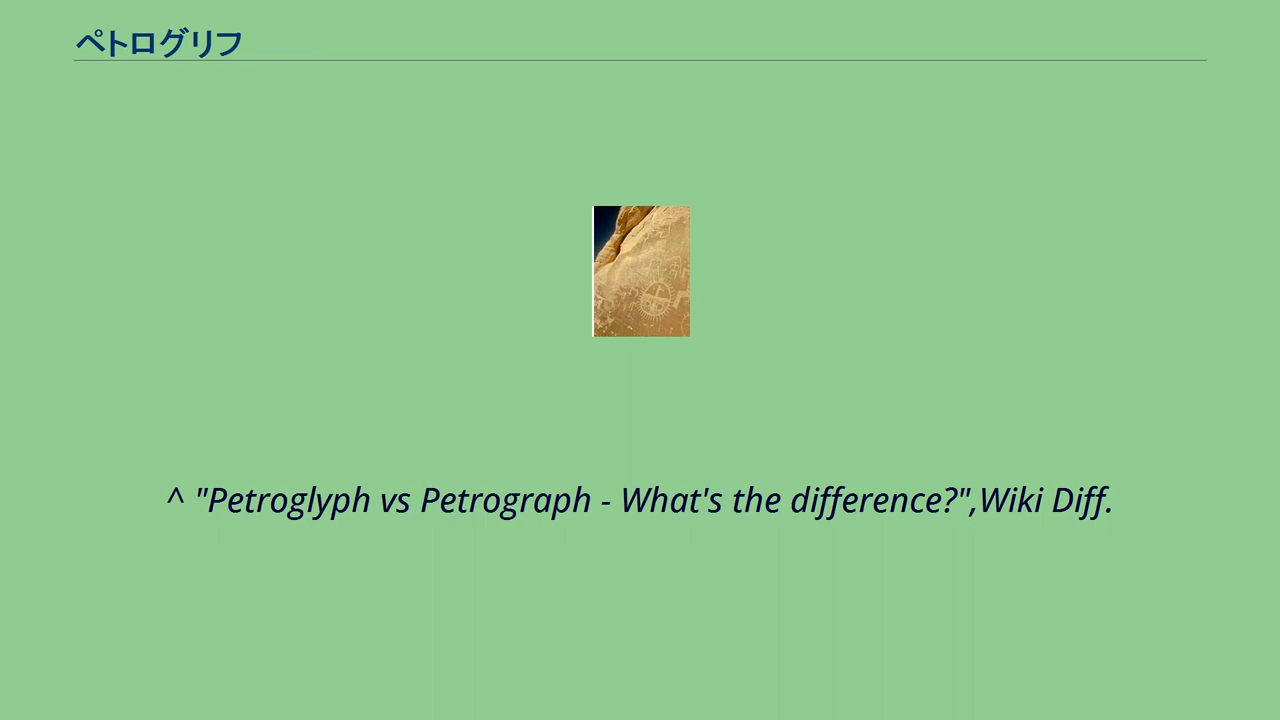 ペトログリフ
^ "Petroglyph vs Petrograph - What's the difference?",Wiki Diff.